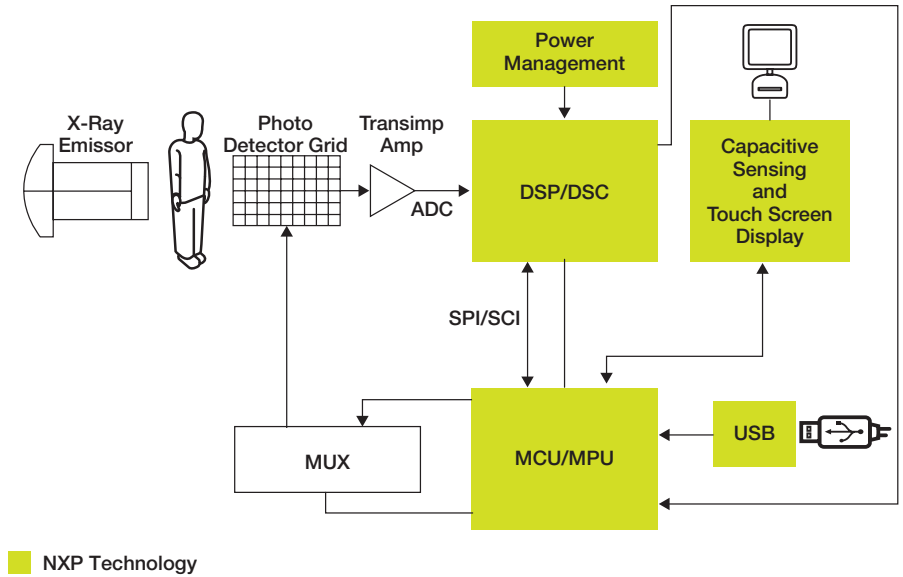 Power
Management
X-Ray
Emissor
Photo
Detector Grid
Transimp
Amp
ADC
DSP/DSC
Capacitive
Sensing
and
Touch Screen
Display
SPI/SCI
MUX
MCU/MPU
USB
NXP Technology